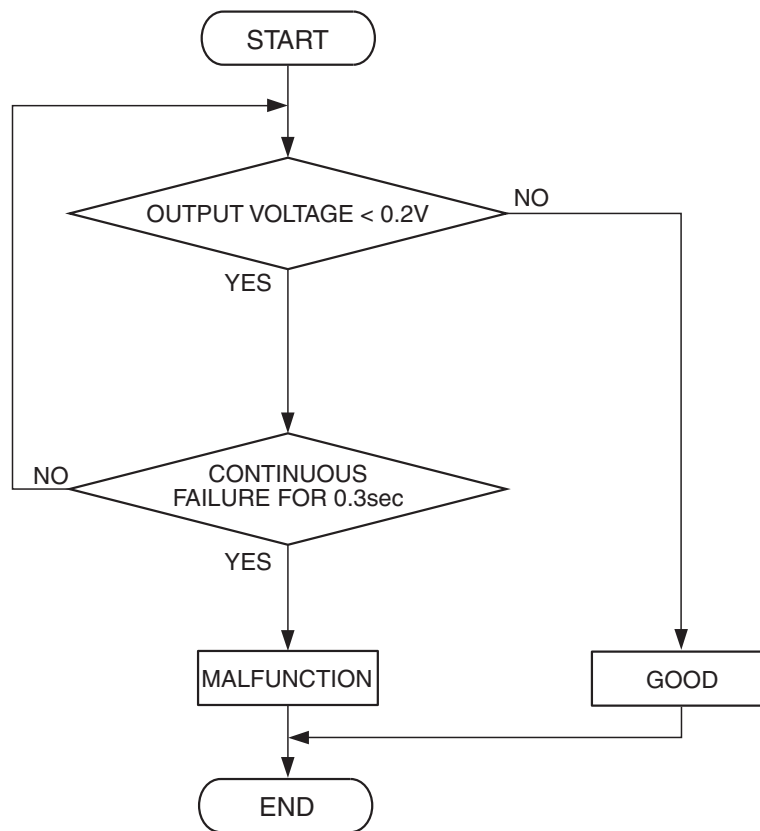 START
OUTPUT VOLTAGE < 0.2V
NO
YES
CONTINUOUS
FAILURE FOR 0.3sec
NO
YES
MALFUNCTION
GOOD
END